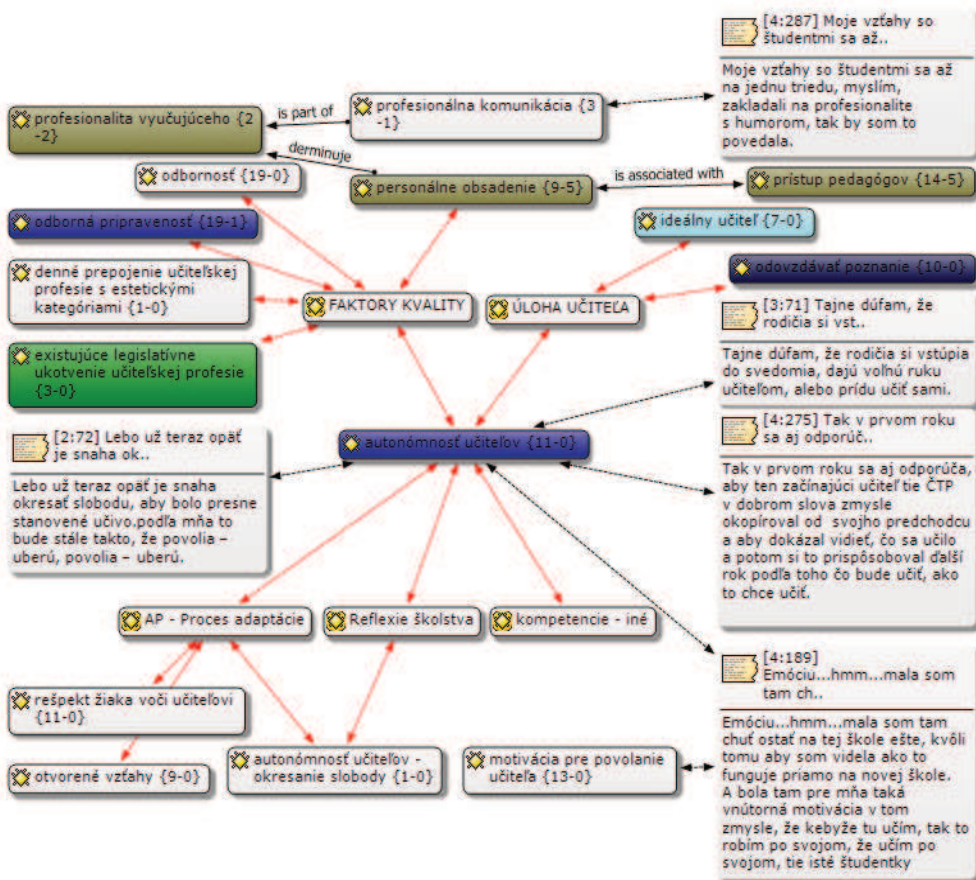 [4:287] Moje vzťahy so
študentmi sa až..
Moje vzťahy so študentmi sa až
na jednu triedu, myslím,
zakladali na profesionalite
s humorom, tak by som to
povedala.
profesionalita vyučujúceho {2
-2}
is part of
profesionálna komunikácia {3
-1}
derminuje
odbornosť {19-0}
personálne obsadenie {9-5}
is associated with
prístup pedagógov {14-5}
odborná pripravenosť {19-1}
ideálny učiteľ {7-0}
denné prepojenie učiteľskej
profesie s estetickými
kategóriami {1-0}
FAKTORY KVALITY
ÚLOHA UČITEĽA
odovzdávať poznanie {10-0}
existujúce legislatívne
ukotvenie učiteľskej profesie
{3-0}
[3:71] Tajne dúfam, že
rodičia si vst..
Tajne dúfam, že rodičia si vstúpia
do svedomia, dajú voľnú ruku
učiteľom, alebo prídu učiť sami.
[2:72] Lebo už teraz opäť
je snaha ok..
Lebo už teraz opäť je snaha
okresať slobodu, aby bolo presne
stanovené učivo.podľa mňa to
bude stále takto, že povolia –
uberú, povolia – uberú.
autonómnosť učiteľov {11-0}
[4:275] Tak v prvom roku
sa aj odporúč..
Tak v prvom roku sa aj odporúča,
aby ten začínajúci učiteľ tie ČTP
v dobrom slova zmysle
okopíroval od svojho predchodcu
a aby dokázal vidieť, čo sa učilo
a potom si to prispôsoboval ďalší
rok podľa toho čo bude učiť, ako
to chce učiť.
AP - Proces adaptácie
Reflexie školstva
kompetencie - iné
[4:189]
Emóciu...hmm...mala som
tam ch..
Emóciu...hmm...mala som tam
chuť ostať na tej škole ešte, kvôli
tomu aby som videla ako to
funguje priamo na novej škole.
A bola tam pre mňa taká
vnútorná motivácia v tom
zmysle, že kebyže tu učím, tak to
robím po svojom, že učím po
svojom, tie isté študentky
rešpekt žiaka voči učiteľovi
{11-0}
otvorené vzťahy {9-0}
autonómnosť učiteľov -
okresanie slobody {1-0}
motivácia pre povolanie
učiteľa {13-0}